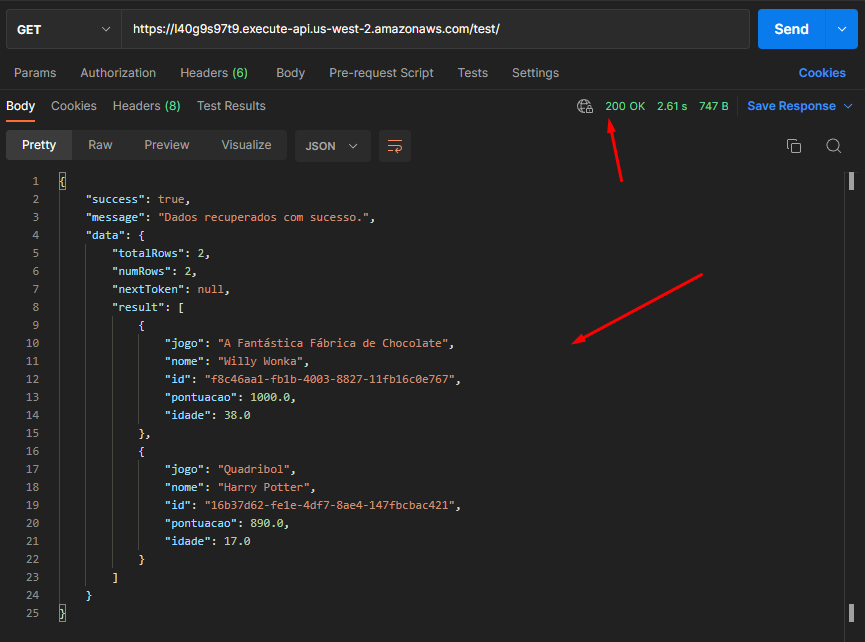 GET https://l40g9s97t9.execute-api.us-west-2.amazonaws.com/test/ Send
Params Authorization Headers (6) Body Pre-request Script Tests Settings Cookies
Body Cookies Headers (8) Test Results 200 OK 2.61 s 747 B Save Response
Pretty Raw Preview Visualize JSON
1 {
2 "success": true,
3 "message": "Dados recuperados com sucesso.",
4 "data": {
5 "totalRows": 2,
6 "numRows": 2,
7 "nextToken": null,
8 "result": [
9 {
10 "jogo": "A Fantástica Fábrica de Chocolate",
11 "nome": "Willy Wonka",
12 "id": "f8c46aa1-fb1b-4003-8827-11fb16c0e767",
13 "pontuacao": 1000.0,
14 "idade": 38.0
15 },
16 {
17 "jogo": "Quadribol",
18 "nome": "Harry Potter",
19 "id": "16b37d62-fe1e-4df7-8ae4-147fbcbac421",
20 "pontuacao": 890.0,
21 "idade": 17.0
22 }
23 ]
24 }
25 }